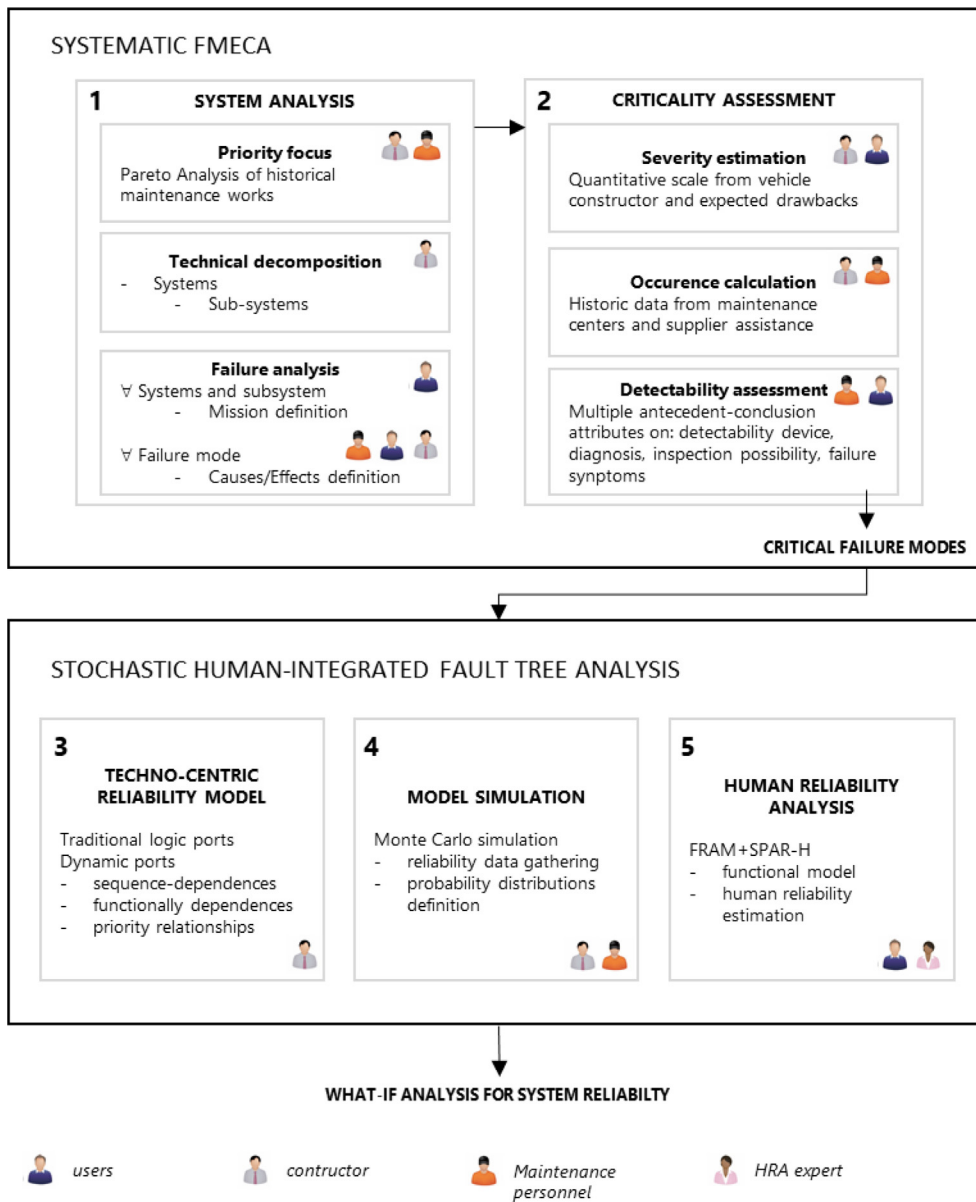 SYSTEMATIC FMECA
1
SYSTEM ANALYSIS
Priority focus
Pareto Analysis of historical
maintenance works
Technical decomposition
- Systems
- Sub-systems
Failure analysis
∀ Systems and subsystem
- Mission definition
∀ Failure mode
- Causes/Effects definition
2
CRITICALITY ASSESSMENT
Severity estimation
Quantitative scale from vehicle
constructor and expected drawbacks
Occurence calculation
Historic data from maintenance
centers and supplier assistance
Detectability assessment
Multiple antecedent-conclusion
attributes on: detectability device,
diagnosis, inspection possibility, failure
synptoms
CRITICAL FAILURE MODES
STOCHASTIC HUMAN-INTEGRATED FAULT TREE ANALYSIS
3
TECHNO-CENTRIC
RELIABILITY MODEL
Traditional logic ports
Dynamic ports
- sequence-dependences
- functionally dependences
- priority relationships
4
MODEL SIMULATION
Monte Carlo simulation
- reliability data gathering
- probability distributions
definition
5
HUMAN RELIABILITY
ANALYSIS
FRAM+SPAR-H
- functional model
- human reliability
estimation
WHAT-IF ANALYSIS FOR SYSTEM RELIABILTY
users
contructor
Maintenance
personnel
HRA expert